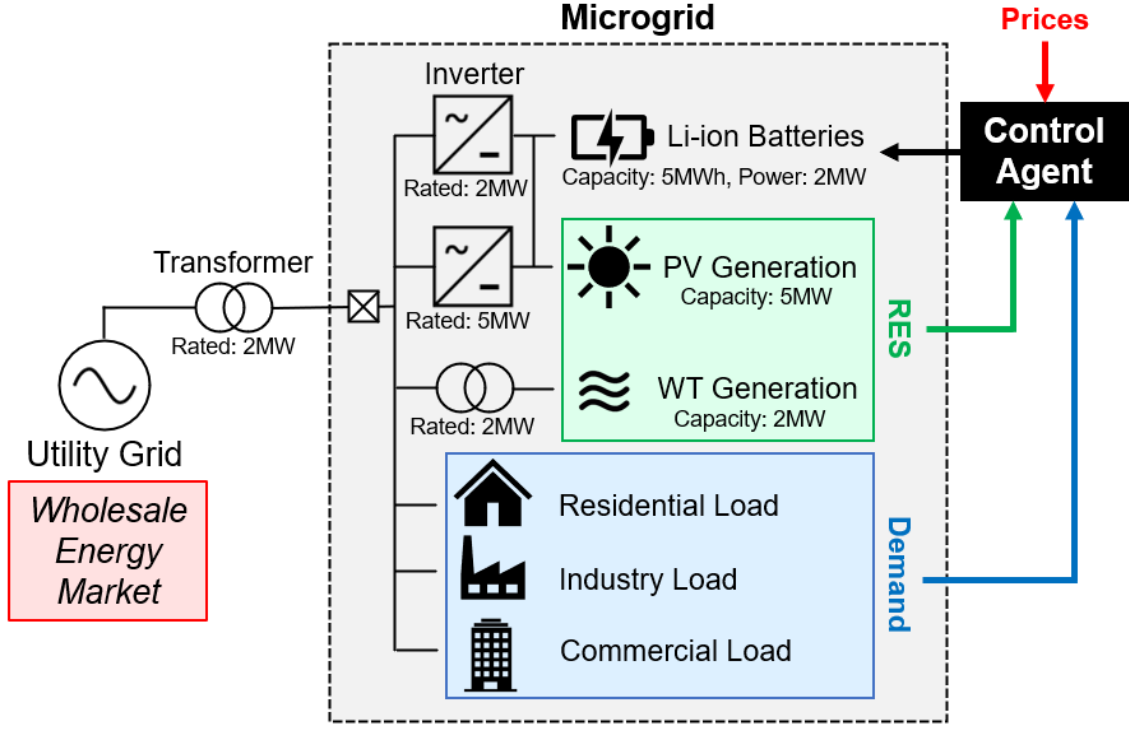 Microgrid
Prices
Inverter
Control
Agent
Li-ion Batteries
Rated: 2MW
Capacity: 5MWh, Power: 2MW
Transformer
PV Generation
Capacity: 5MW
Rated: 5MW
Rated: 2MW
RES
WT Generation
Capacity: 2MW
Rated: 2MW
Utility Grid
Wholesale
Energy
Market
Residential Load
Industry Load
Commercial Load
Demand